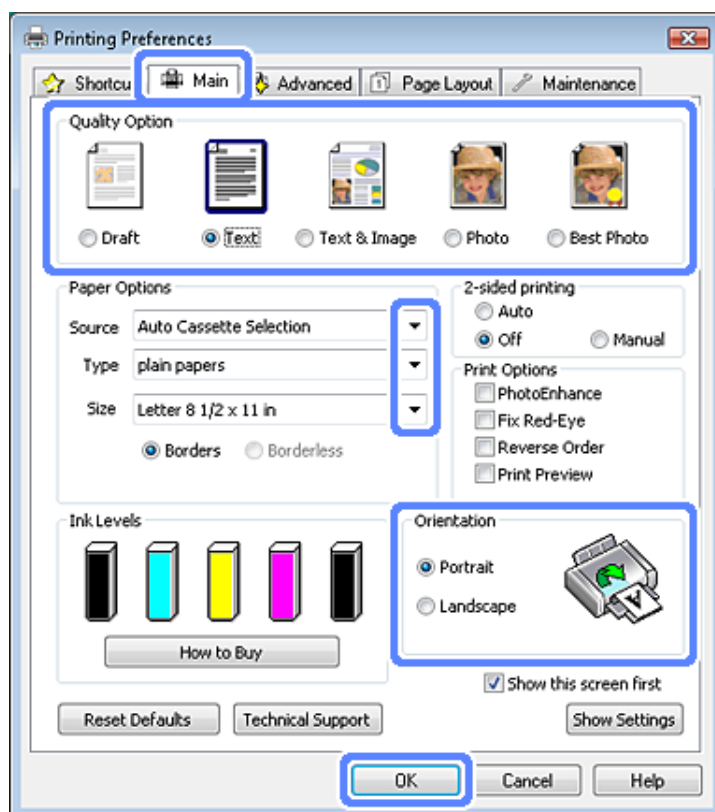 Printing Preferences
Shortcu Main Advanced 1 Page Layout Maintenance
Quality Option
Draft Text Text & Image Photo Best Photo
Paper Options
Source Auto Cassette Selection
Type plain papers
Size Letter 8 1/2 x 11 in
Borders Borderless
2-sided printing
Auto
Off Manual
Print Options
PhotoEnhance
Fix Red-Eye
Reverse Order
Print Preview
Ink Levels
How to Buy
Orientation
Portrait
Landscape
A
Show this screen first
Reset Defaults Technical Support Show Settings
OK Cancel Help